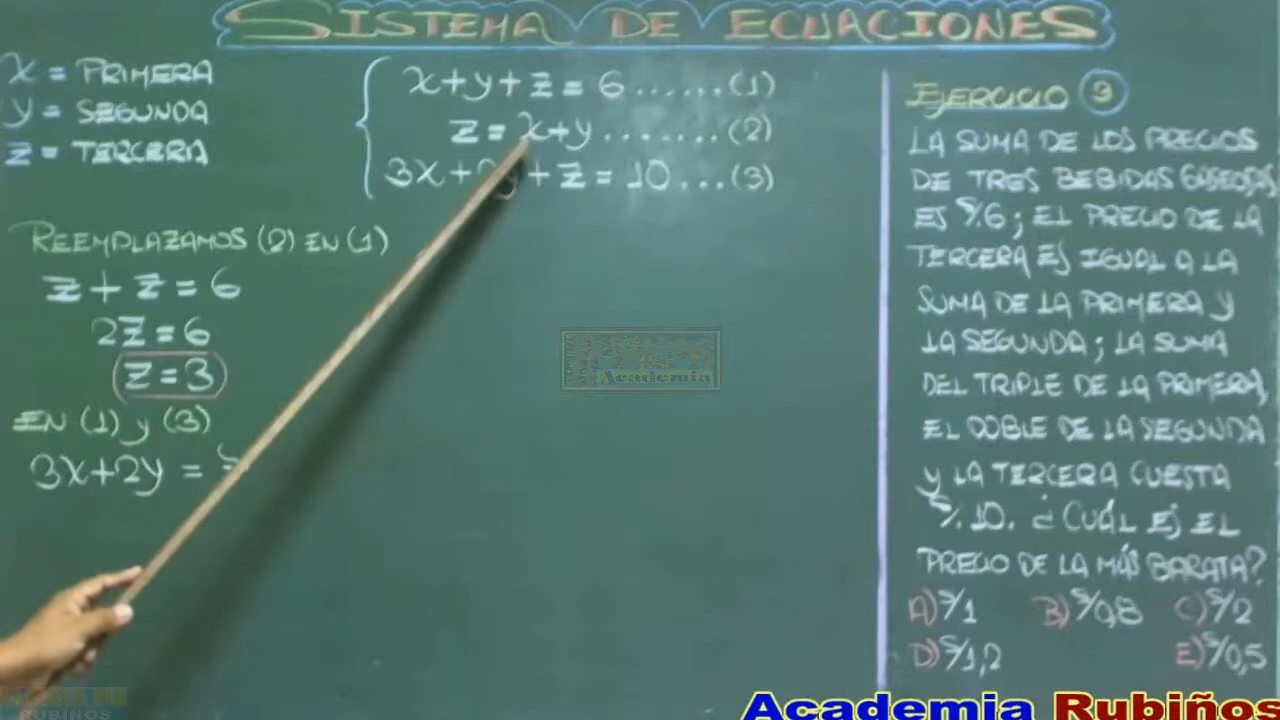 SISTEMA DE ECUACIONES
x = PRIMERA
y = SEGUNDA
z = TERCERA
x+y+z = 6 ...... (1)
z = x+y ....... (2)
3x+2y+z = 10 ... (3)
REEMPLAZAMOS (2) EN (1)
z + z = 6
2z = 6
z = 3
EN (1) y (3)
3x+2y =
EJERCICIO 3
LA SUMA DE LOS PRECIOS
DE TRES BEBIDAS GASEOSAS
ES S/.6; EL PRECIO DE LA
TERCERA ES IGUAL A LA
SUMA DE LA PRIMERA Y
LA SEGUNDA; LA SUMA
DEL TRIPLE DE LA PRIMERA,
EL DOBLE DE LA SEGUNDA
y LA TERCERA CUESTA
S/.10. ¿CUÁL ES EL
PRECIO DE LA MÁS BARATA?
A) S/1 B) S/0,8 C) S/2
D) S/1,2 E) S/0,5
Academia
RUBIÑOS
Academia Rubiños